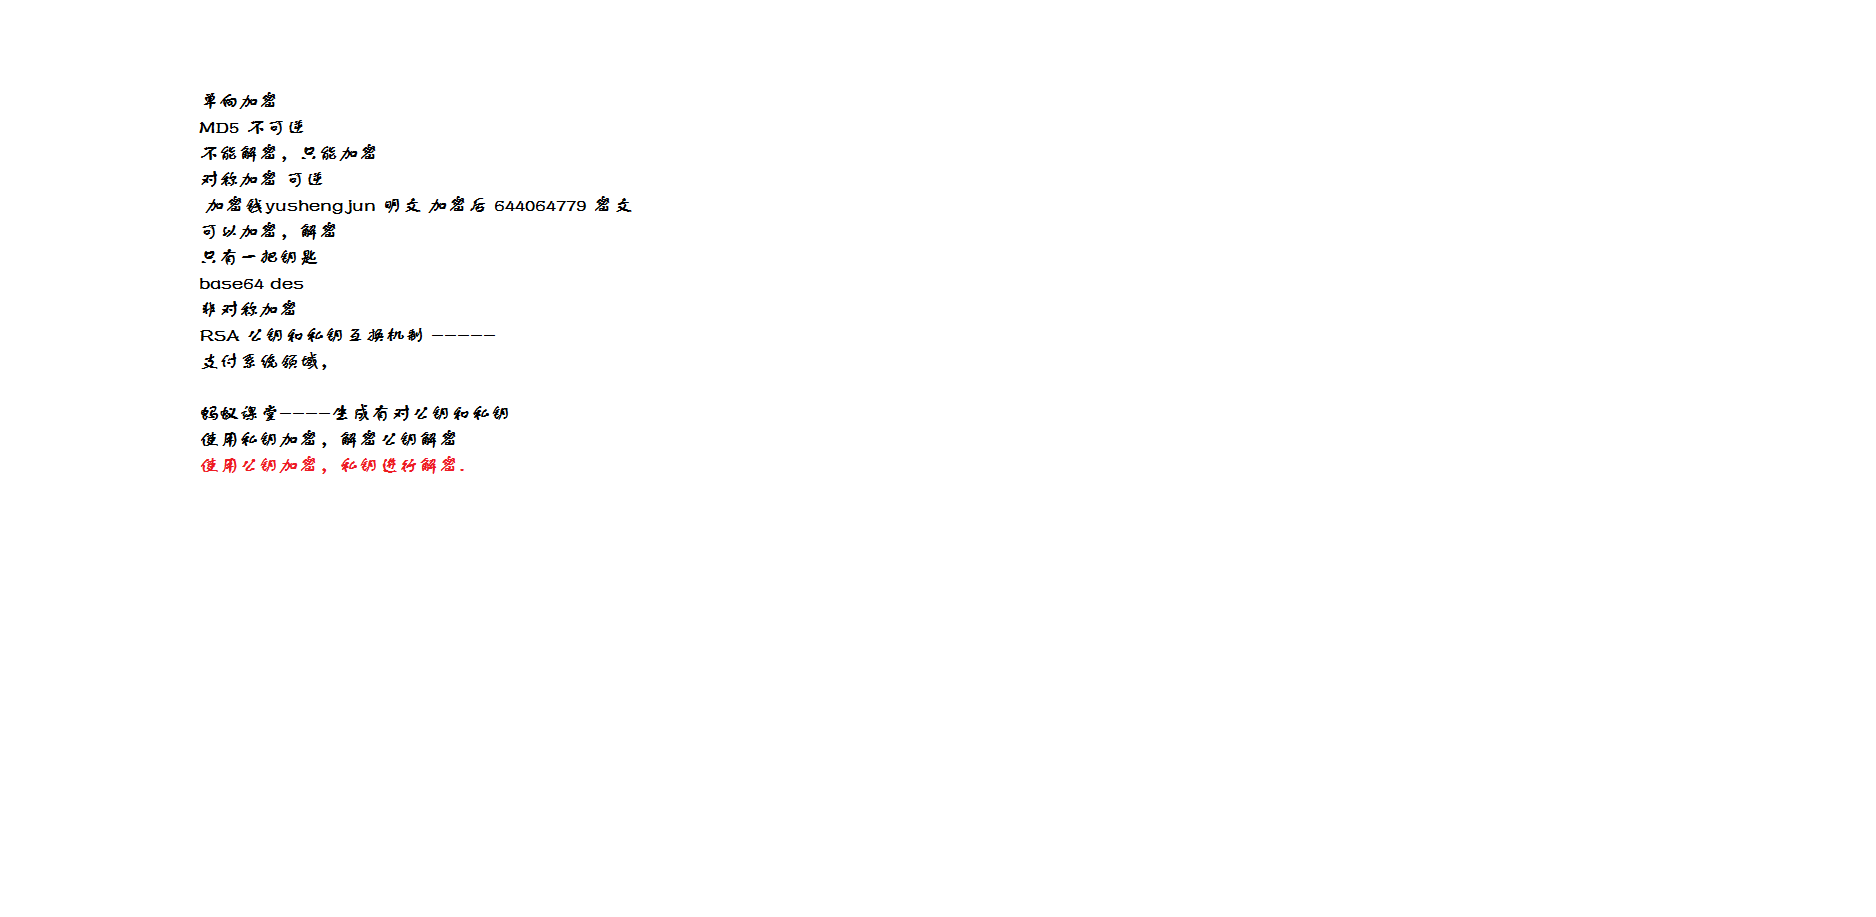 单向加密
MD5 不可逆
不能解密，只能加密
对称加密 可逆
加密钱yushengjun 明文 加密后 644064779 密文
可以加密，解密
只有一把钥匙
base64 des
非对称加密
RSA 公钥和私钥互换机制 -----
支付系统领域，
蚂蚁课堂----生成有对公钥和私钥
使用私钥加密，解密公钥解密
使用公钥加密，私钥进行解密.